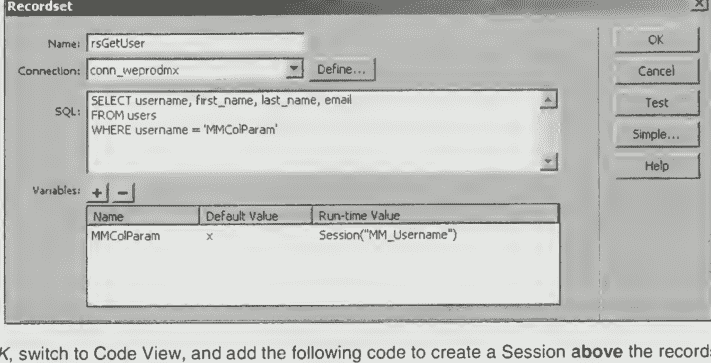 Recordset
Name: rsGetUser
OK
Connection: conn_weprodmx Define...
Cancel
SQL: SELECT username, first_name, last_name, email
FROM users
WHERE username = 'MMColParam'
Test
Simple...
Help
Variables: + -
Name Default Value Run-time Value
MMColParam x Session("MM_Username")
K, switch to Code View, and add the following code to create a Session above the record